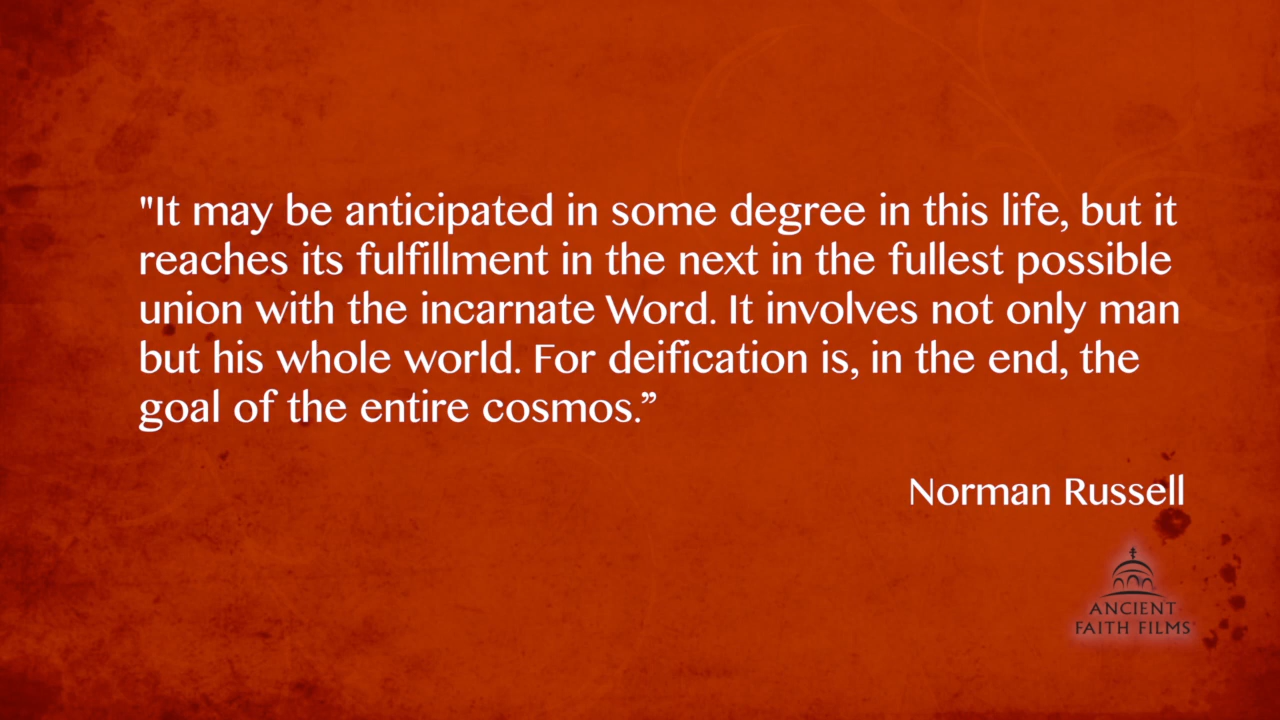 "It may be anticipated in some degree in this life, but it
reaches its fulfillment in the next in the fullest possible
union with the incarnate Word. It involves not only man
but his whole world. For deification is, in the end, the
goal of the entire cosmos.”
Norman Russell
ANCIENT
FAITH FILMS